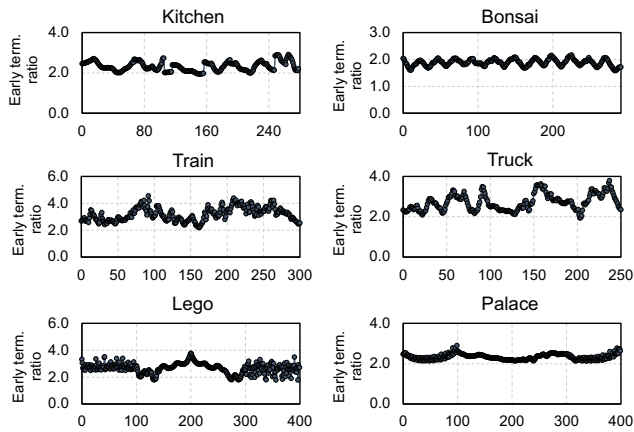 Kitchen
Early term.
ratio
4.0
2.0
0.0
0
80
160
240
Bonsai
Early term.
ratio
3.0
2.0
1.0
0.0
0
100
200
Train
Early term.
ratio
6.0
4.0
2.0
0.0
0
50
100
150
200
250
300
Truck
Early term.
ratio
4.0
2.0
0.0
0
50
100
150
200
250
Lego
Early term.
ratio
6.0
4.0
2.0
0.0
0
100
200
300
400
Palace
Early term.
ratio
4.0
2.0
0.0
0
100
200
300
400